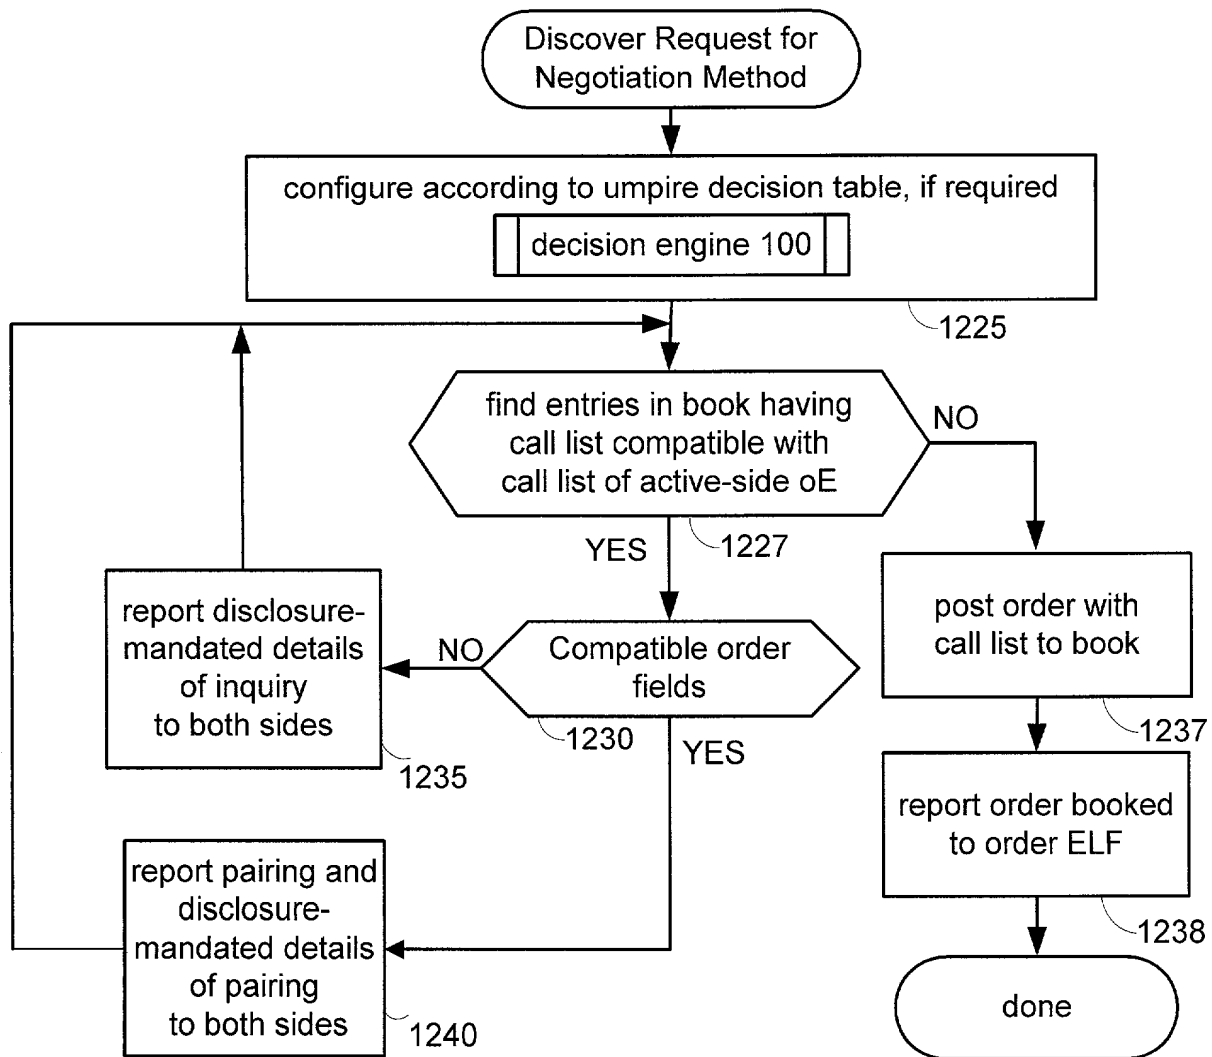 Discover Request for
Negotiation Method
configure according to umpire decision table, if required
decision engine 100
1225
find entries in book having
call list compatible with
call list of active-side oE
NO
1227
YES
post order with
call list to book
1237
report disclosure-
mandated details
of inquiry
to both sides
1235
NO
Compatible order
fields
1230
YES
report order booked
to order ELF
1238
report pairing and
disclosure-
mandated details
of pairing
to both sides
1240
done